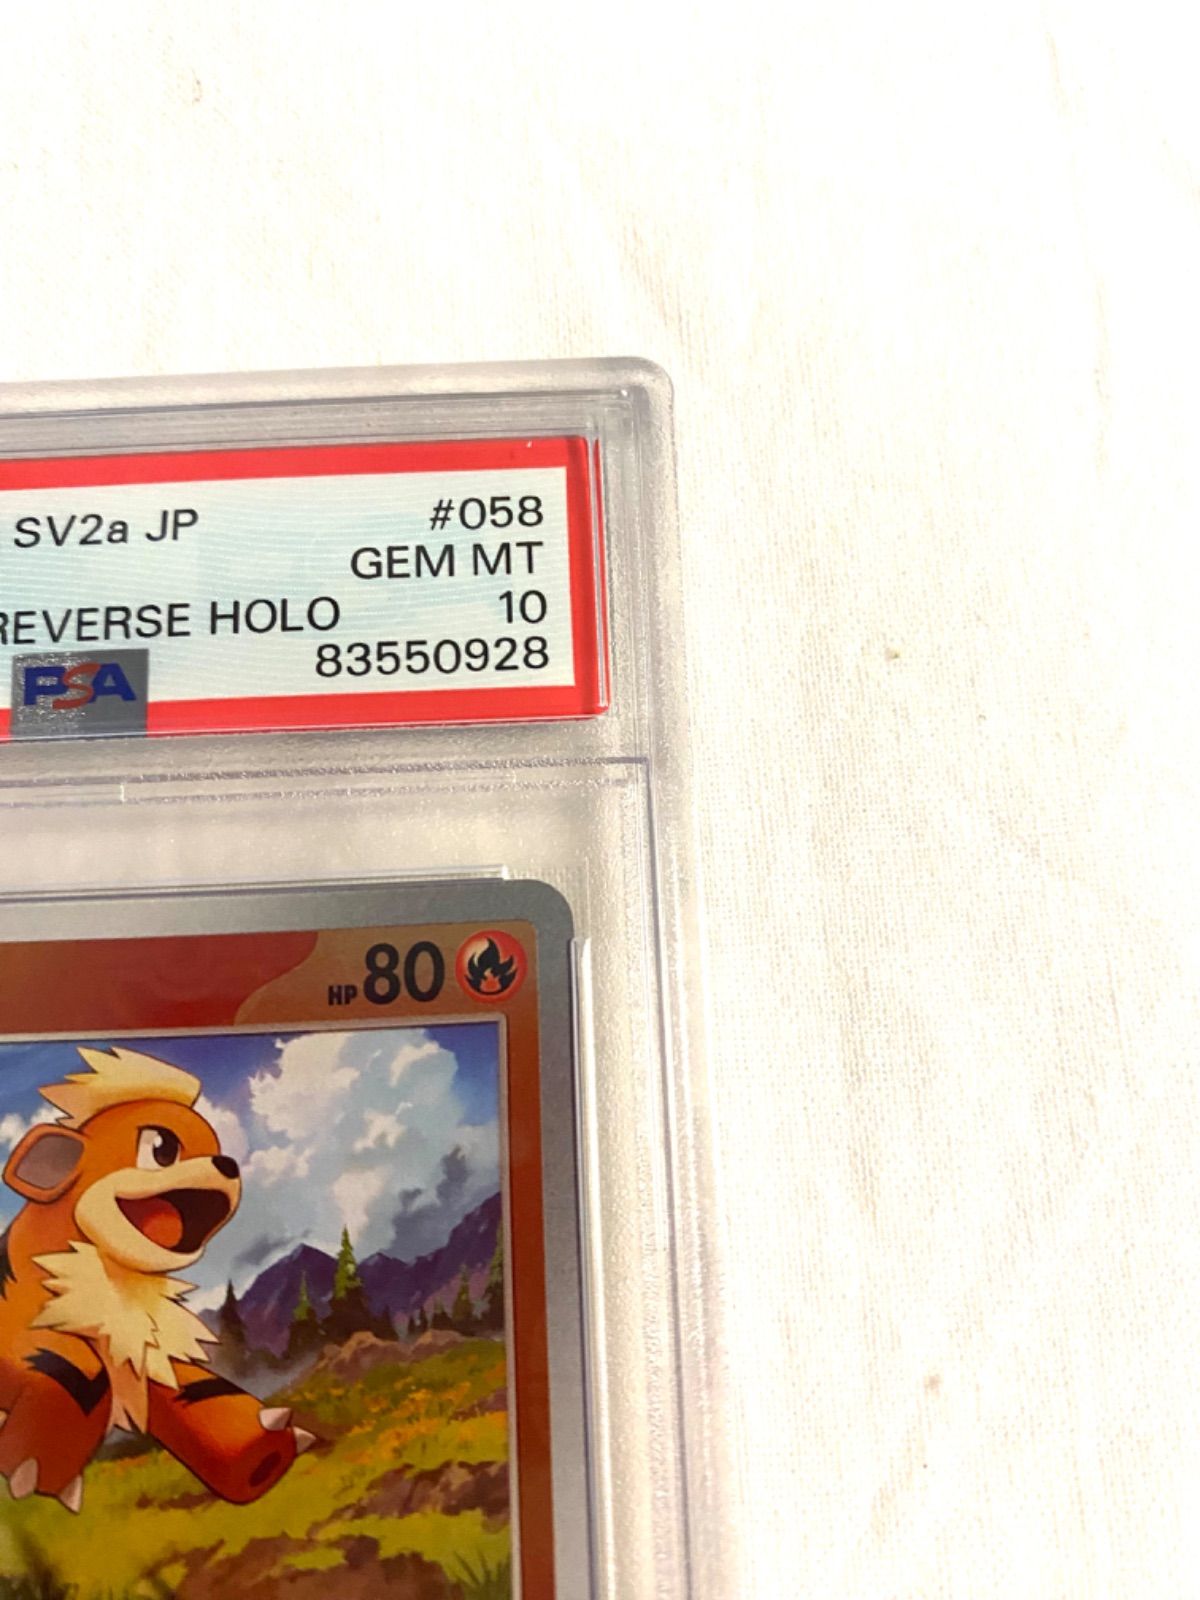 SV2a JP #058
GEM MT
REVERSE HOLO 10
PSA 83550928
HP 80